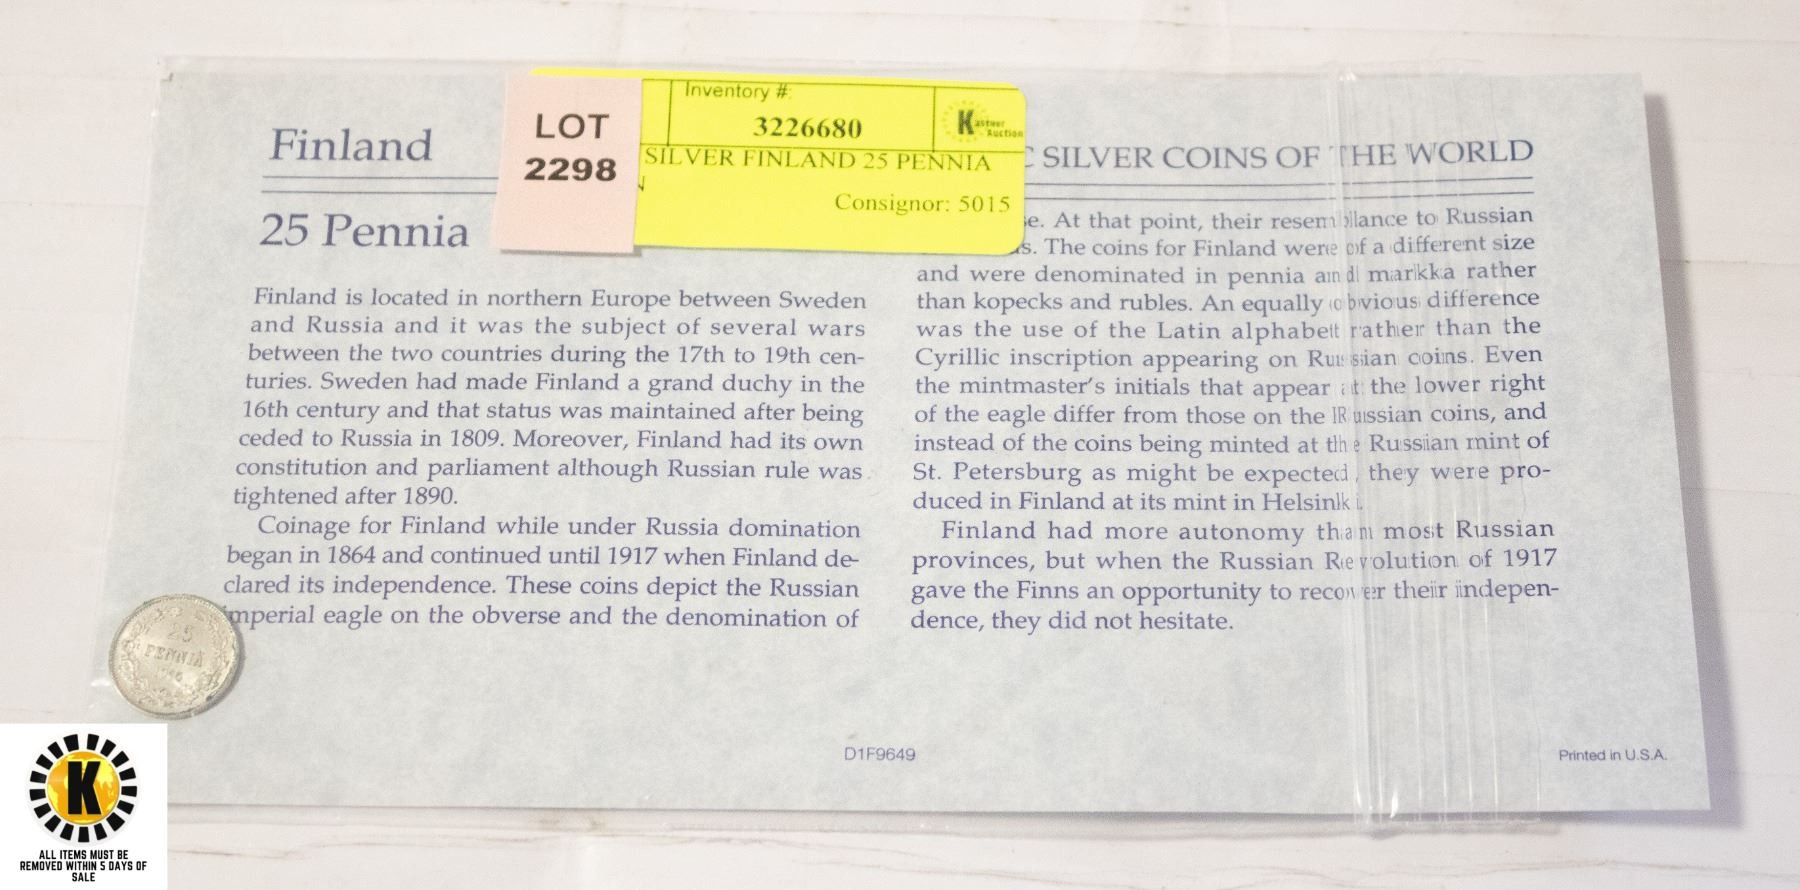 Finland
25 Pennia
LOT
2298
Inventory #:
3226680
Kastner
Auction
SILVER FINLAND 25 PENNIA
Consignor: 5015
SILVER COINS OF THE WORLD
Finland is located in northern Europe between Sweden
and Russia and it was the subject of several wars
between the two countries during the 17th to 19th cen-
turies. Sweden had made Finland a grand duchy in the
16th century and that status was maintained after being
ceded to Russia in 1809. Moreover, Finland had its own
constitution and parliament although Russian rule was
tightened after 1890.
Coinage for Finland while under Russia domination
began in 1864 and continued until 1917 when Finland de-
clared its independence. These coins depict the Russian
imperial eagle on the obverse and the denomination of
At that point, their resemblance to Russian
The coins for Finland were of a different size
and were denominated in pennia and markka rather
than kopecks and rubles. An equally obvious difference
was the use of the Latin alphabet rather than the
Cyrillic inscription appearing on Russian coins. Even
the mintmaster's initials that appear at the lower right
of the eagle differ from those on the Russian coins, and
instead of the coins being minted at the Russian mint of
St. Petersburg as might be expected, they were pro-
duced in Finland at its mint in Helsinki.
Finland had more autonomy than most Russian
provinces, but when the Russian Revolution of 1917
gave the Finns an opportunity to recover their indepen-
dence, they did not hesitate.
25
PENNIÄ
D1F9649
Printed in U.S.A.
K
ALL ITEMS MUST BE
REMOVED WITHIN 5 DAYS OF
SALE